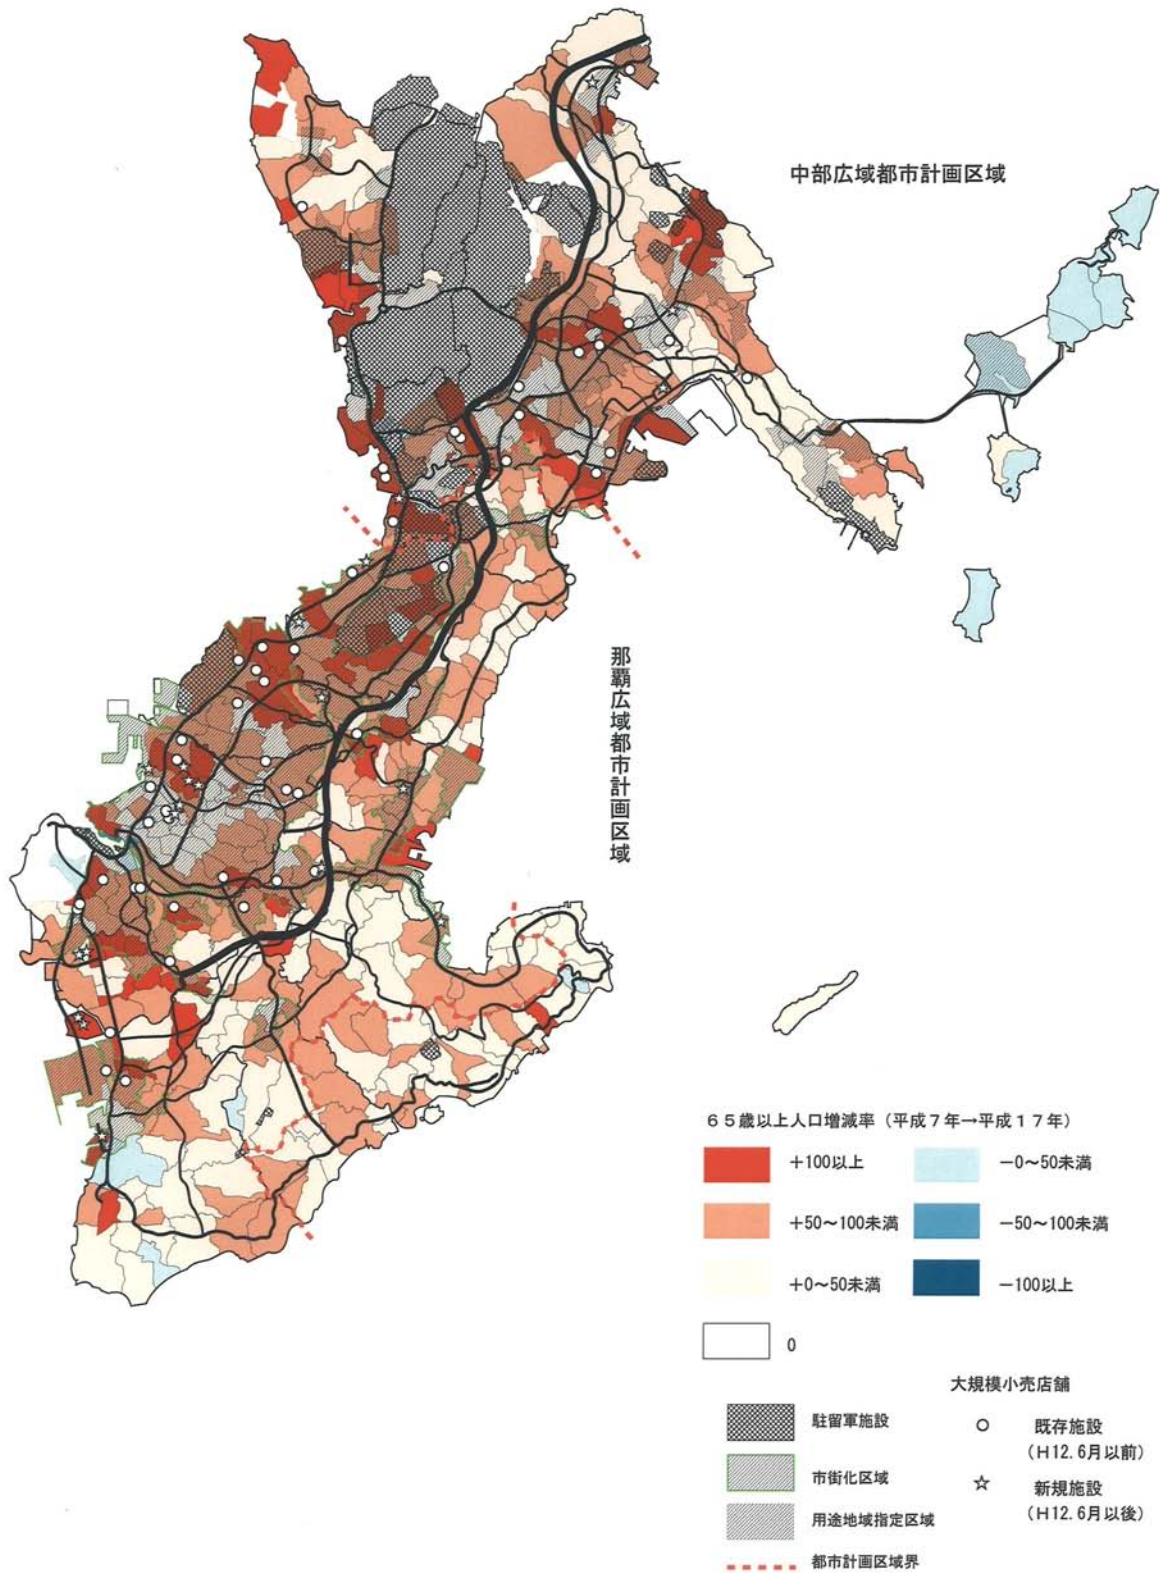 中部広域都市計画区域
那覇広域都市計画区域
65歳以上人口増減率（平成7年→平成17年）
+100以上
-0~50未満
+50~100未満
-50~100未満
+0~50未満
-100以上
0
大規模小売店舗
駐留軍施設
既存施設
（H12.6月以前）
市街化区域
新規施設
（H12.6月以後）
用途地域指定区域
都市計画区域界